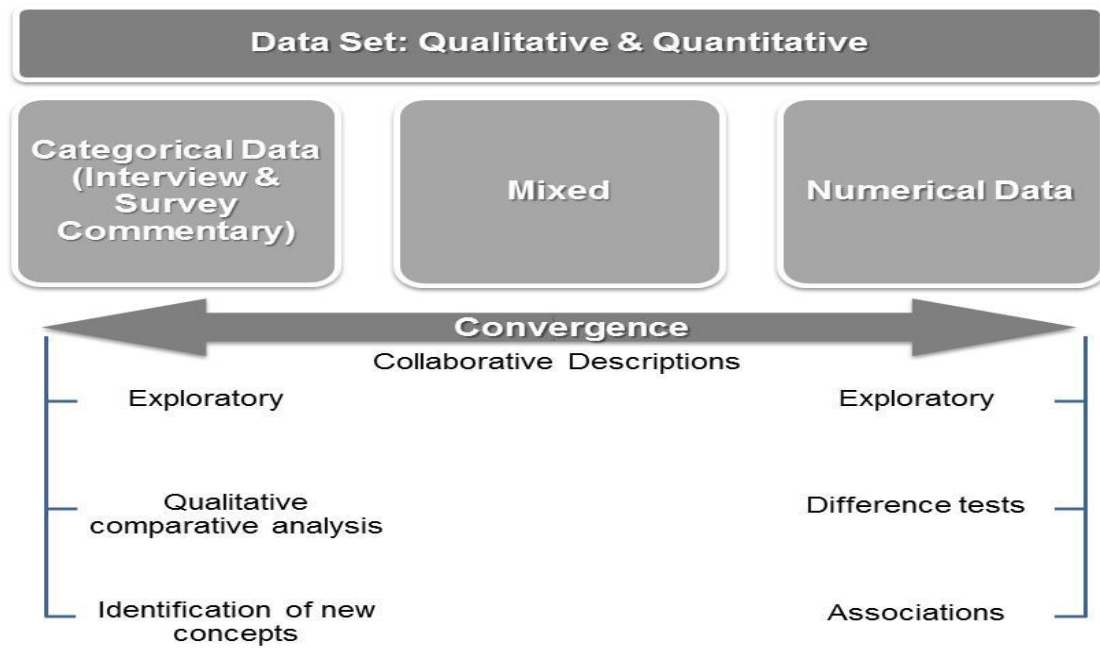 Data Set: Qualitative & Quantitative
Categorical Data
(Interview &
Survey
Commentary)
Mixed
Numerical Data
Convergence
Collaborative Descriptions
Exploratory
Qualitative
comparative analysis
Identification of new
concepts
Exploratory
Difference tests
Associations